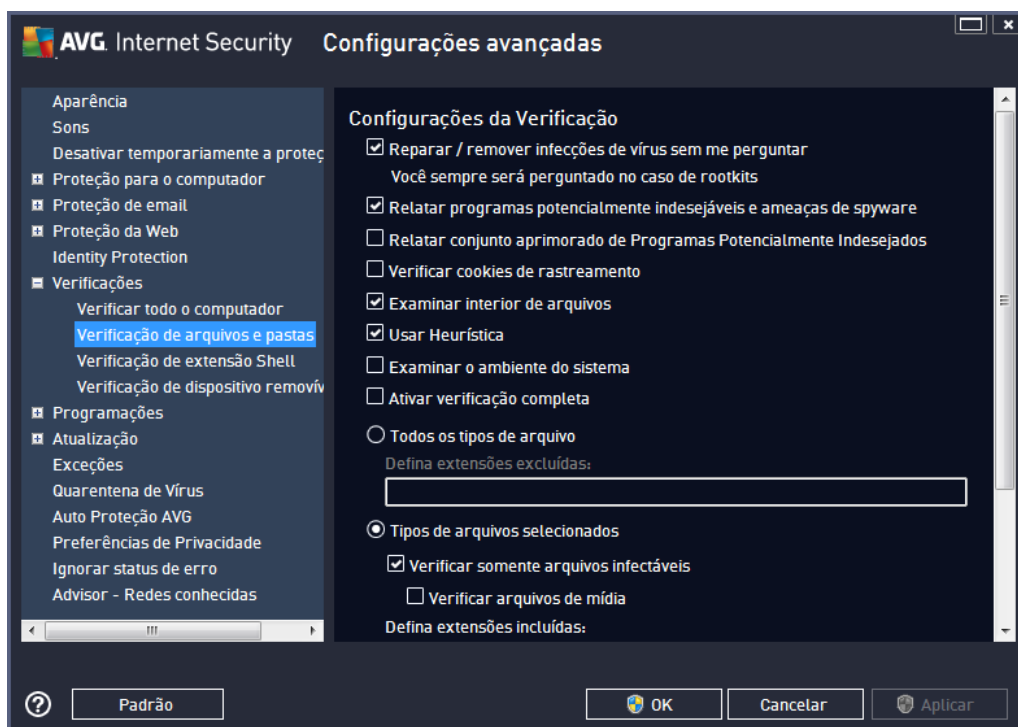 AVG. Internet Security Configurações avançadas
Aparência
Sons
Desativar temporariamente a proteç
Proteção para o computador
Proteção de email
Proteção da Web
Identity Protection
Verificações
Verificar todo o computador
Verificação de arquivos e pastas
Verificação de extensão Shell
Verificação de dispositivo removív
Programações
Atualização
Exceções
Quarentena de Vírus
Auto Proteção AVG
Preferências de Privacidade
Ignorar status de erro
Advisor - Redes conhecidas
Configurações da Verificação
Reparar / remover infecções de vírus sem me perguntar
Você sempre será perguntado no caso de rootkits
Relatar programas potencialmente indesejáveis e ameaças de spyware
Relatar conjunto aprimorado de Programas Potencialmente Indesejados
Verificar cookies de rastreamento
Examinar interior de arquivos
Usar Heurística
Examinar o ambiente do sistema
Ativar verificação completa
Todos os tipos de arquivo
Defina extensões excluídas:
Tipos de arquivos selecionados
Verificar somente arquivos infectáveis
Verificar arquivos de mídia
Defina extensões incluídas:
? Padrão OK Cancelar Aplicar